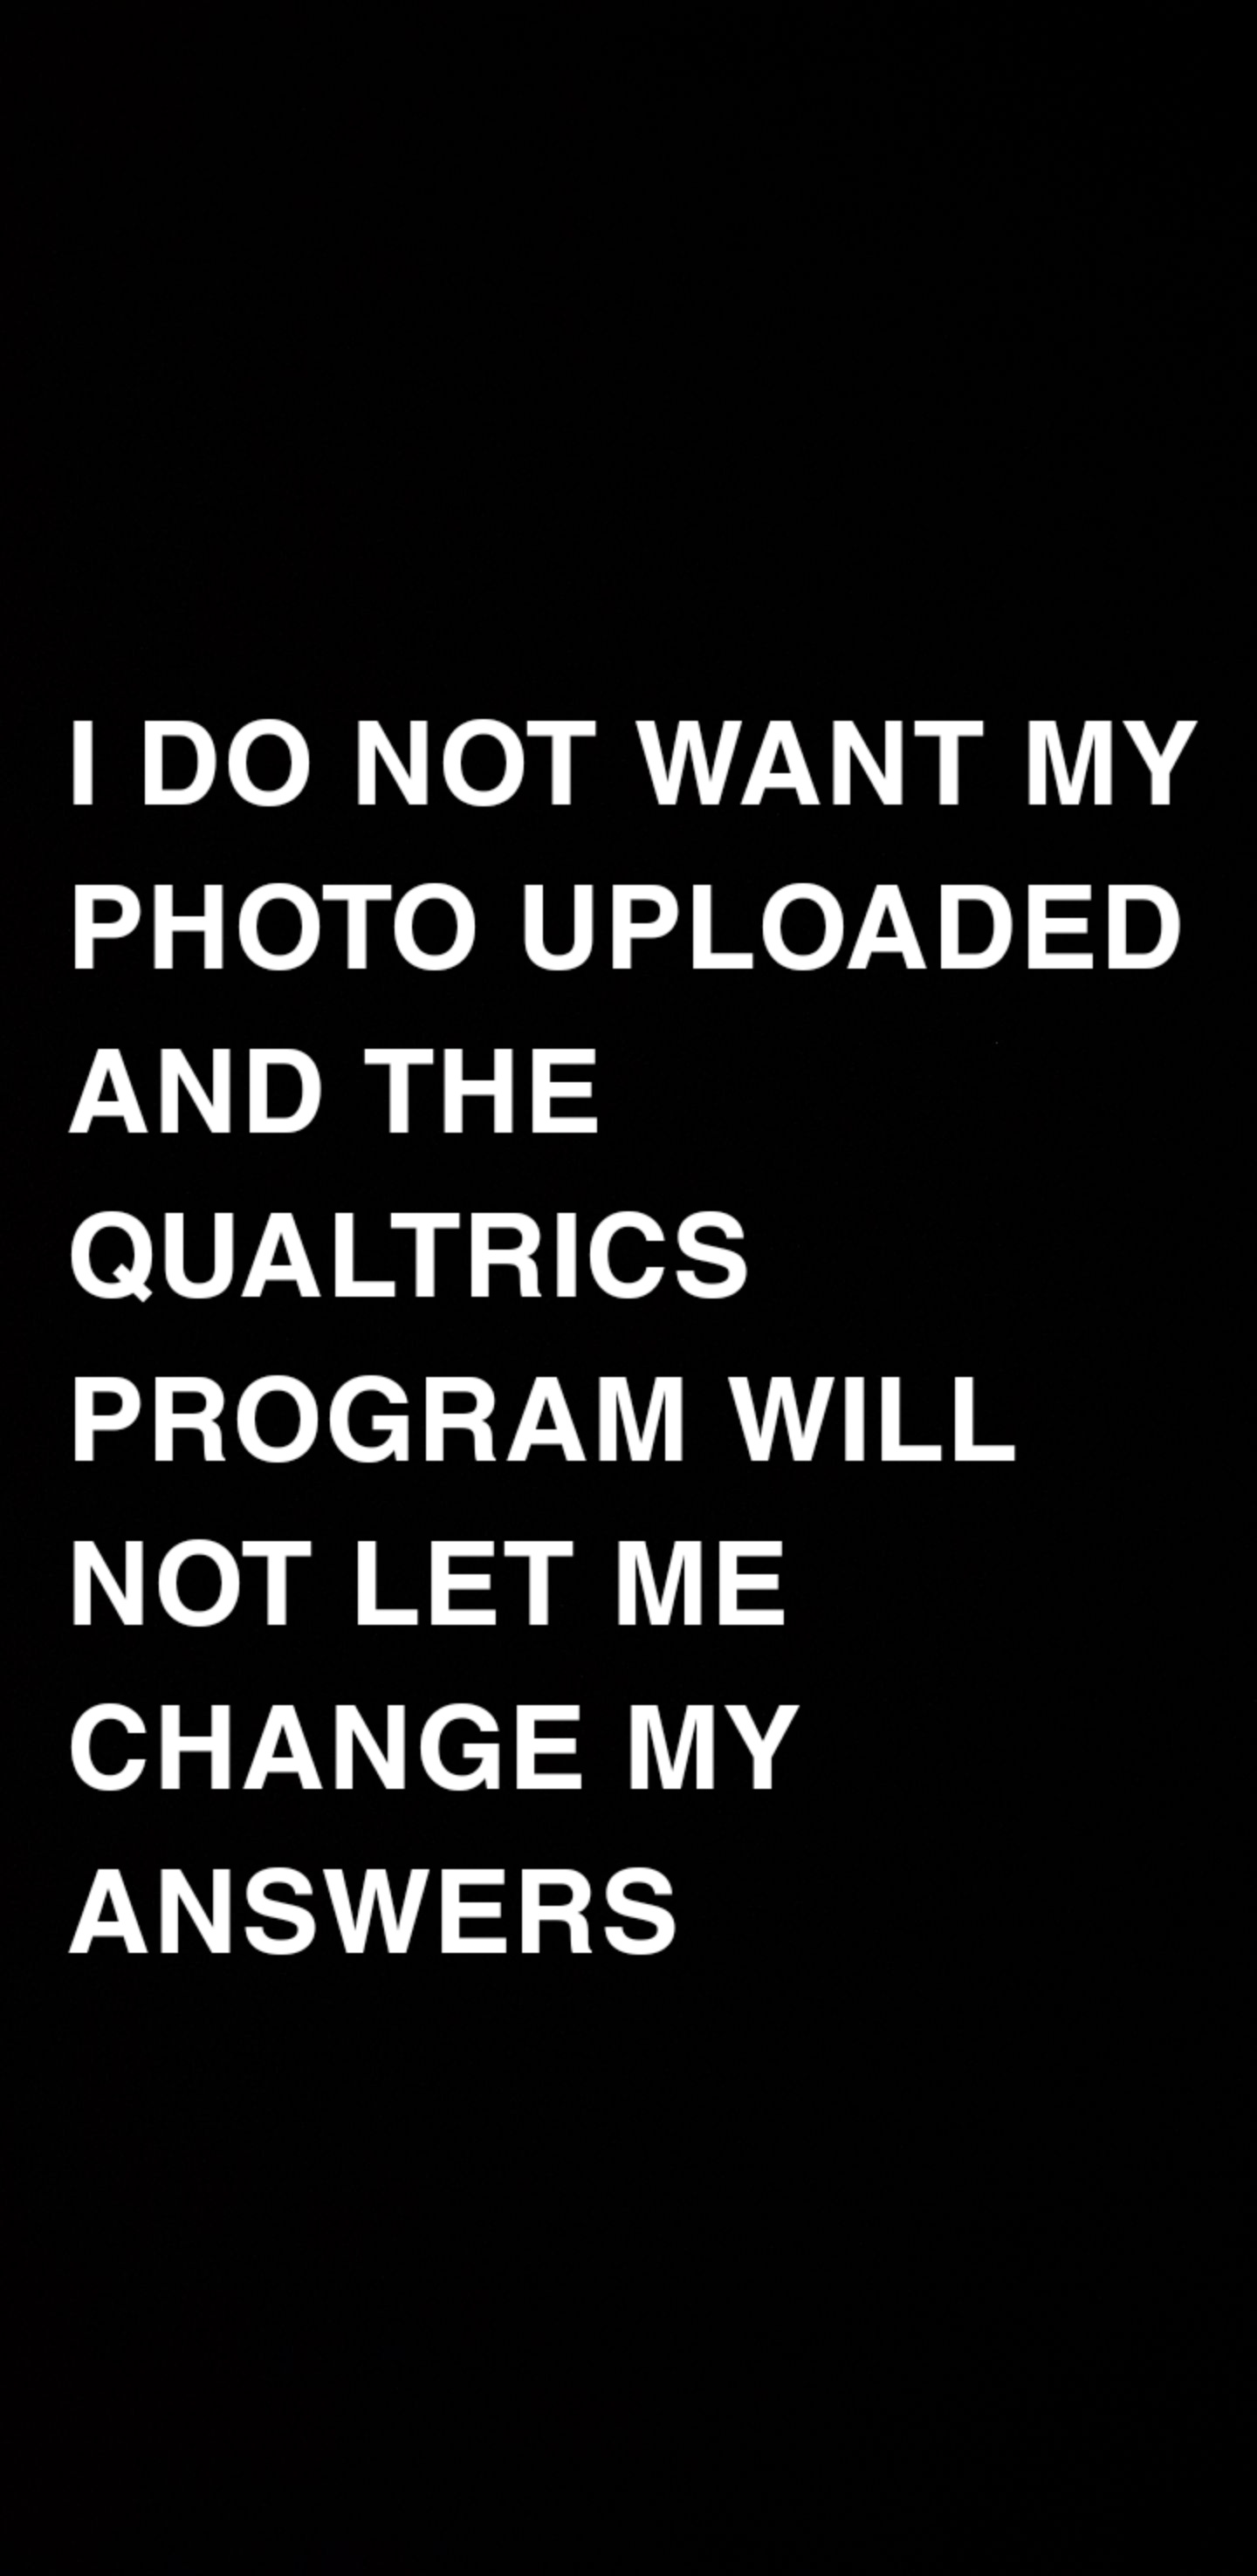 I DO NOT WANT MY
PHOTO UPLOADED
AND THE
QUALTRICS
PROGRAM WILL
NOT LET ME
CHANGE MY
ANSWERS